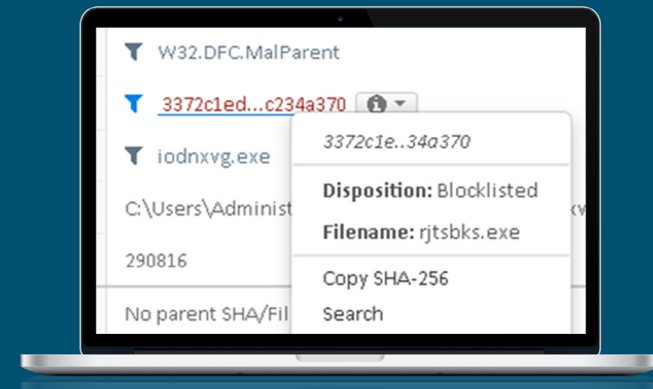 W32.DFC.MalParent
3372c1ed...c234a370
3372c1e..34a370
iodnxvg.exe
Disposition: Blocklisted
C:\Users\Administ
Filename: rjtsbks.exe
290816
Copy SHA-256
No parent SHA/Fil
Search